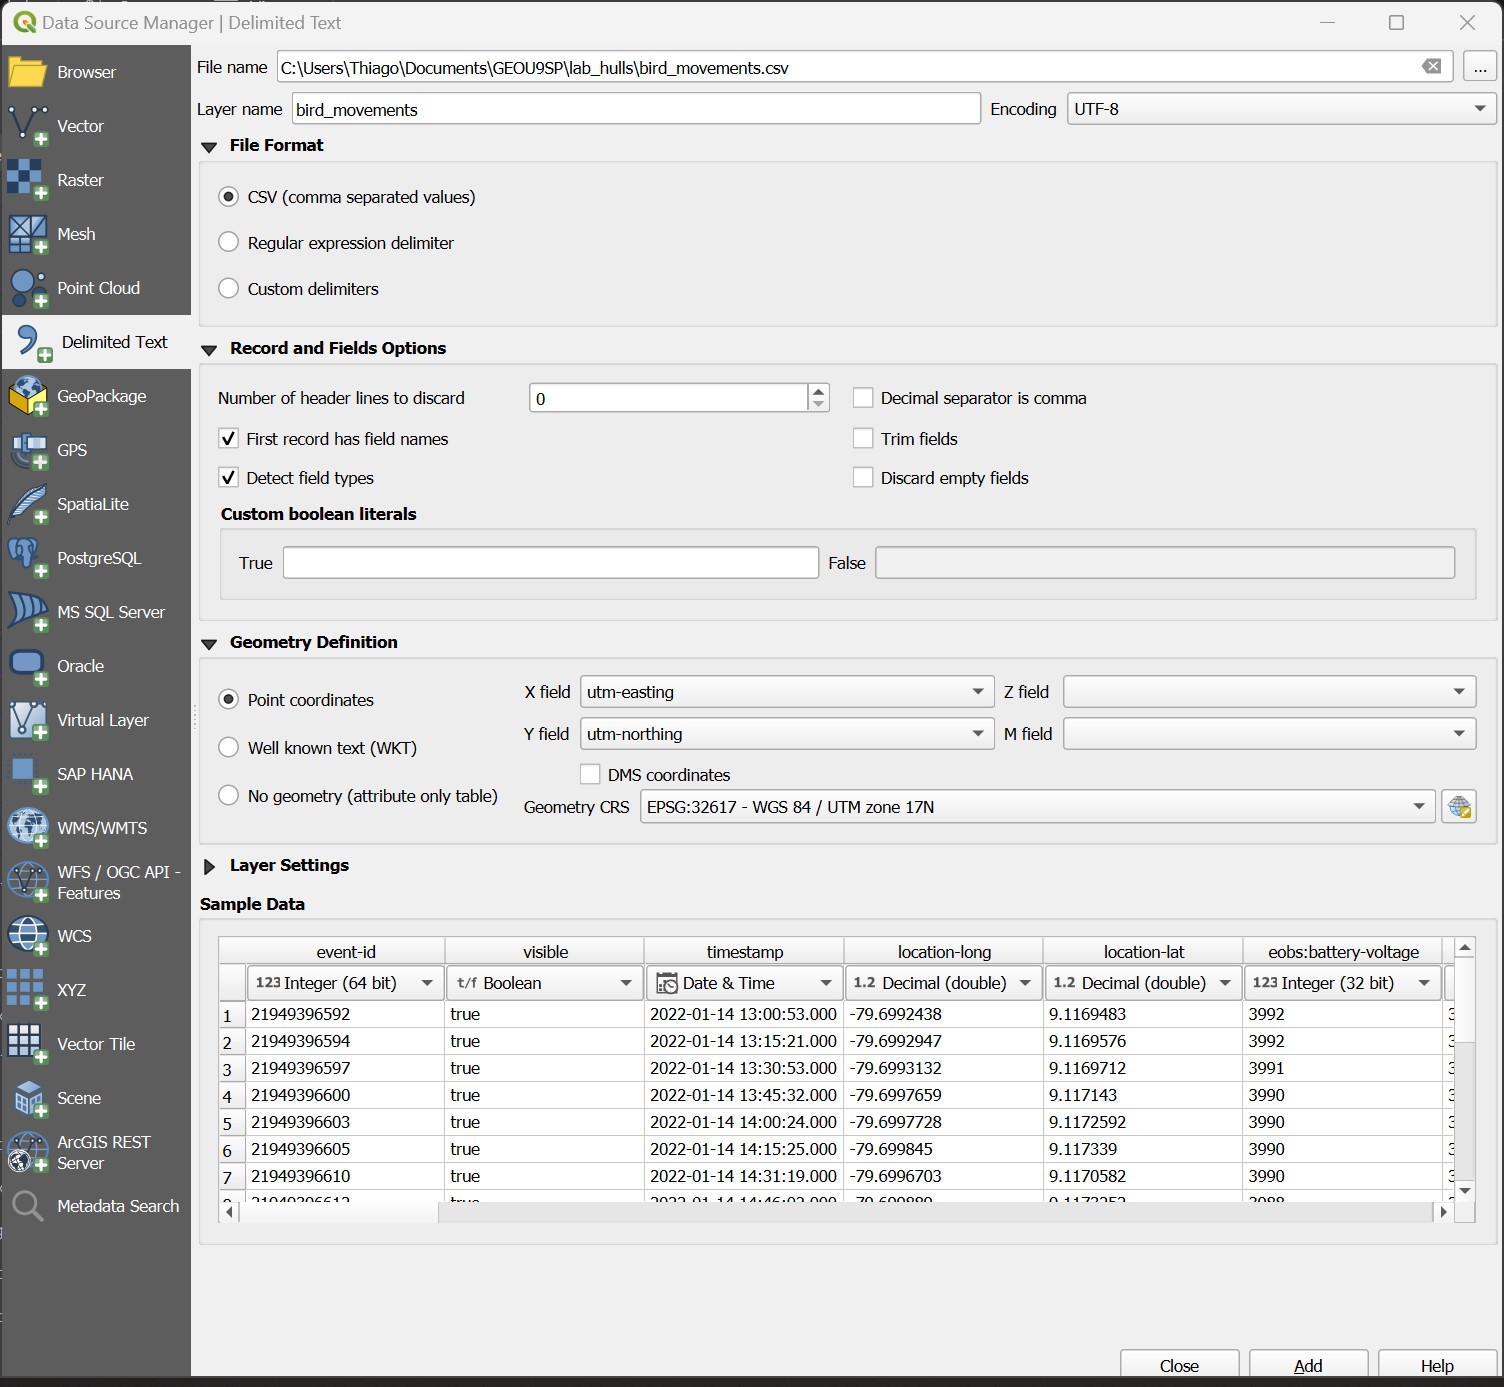 Data Source Manager | Delimited Text
Browser
Vector
Raster
Mesh
Point Cloud
Delimited Text
GeoPackage
GPS
SpatiaLite
PostgreSQL
MS SQL Server
Oracle
Virtual Layer
SAP HANA
WMS/WMTS
WFS / OGC API -
Features
WCS
XYZ
Vector Tile
Scene
ArcGIS REST
Server
Metadata Search
File name C:\Users\Thiago\Documents\GEOU9SP\lab_hulls\bird_movements.csv ...
Layer name bird_movements Encoding UTF-8
File Format
CSV (comma separated values)
Regular expression delimiter
Custom delimiters
Record and Fields Options
Number of header lines to discard 0 Decimal separator is comma
First record has field names Trim fields
Detect field types Discard empty fields
Custom boolean literals
True False
Geometry Definition
Point coordinates X field utm-easting Z field
Y field utm-northing M field
Well known text (WKT)
DMS coordinates
No geometry (attribute only table) Geometry CRS EPSG:32617 - WGS 84 / UTM zone 17N
Layer Settings
Sample Data
event-id visible timestamp location-long location-lat eobs:battery-voltage
123 Integer (64 bit) t/f Boolean Date & Time 1.2 Decimal (double) 1.2 Decimal (double) 123 Integer (32 bit)
1 21949396592 true 2022-01-14 13:00:53.000 -79.6992438 9.1169483 3992
2 21949396594 true 2022-01-14 13:15:21.000 -79.6992947 9.1169576 3992
3 21949396597 true 2022-01-14 13:30:53.000 -79.6993132 9.1169712 3991
4 21949396600 true 2022-01-14 13:45:32.000 -79.6997659 9.117143 3990
5 21949396603 true 2022-01-14 14:00:24.000 -79.6997728 9.1172592 3990
6 21949396605 true 2022-01-14 14:15:25.000 -79.699845 9.117339 3990
7 21949396610 true 2022-01-14 14:31:19.000 -79.6996703 9.1170582 3990
Close Add Help